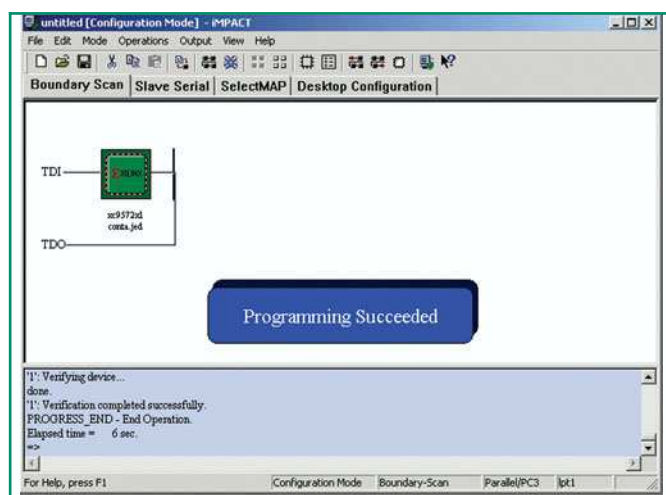 untitled [Configuration Mode] - iMPACT
File Edit Mode Operations Output View Help
Boundary Scan Slave Serial SelectMAP Desktop Configuration
TDI
XILINX
xc9572xl
conta.jed
TDO
Programming Succeeded
'1': Verifying device...
done.
'1': Verification completed successfully.
PROGRESS_END - End Operation.
Elapsed time = 6 sec.
=>
For Help, press F1 Configuration Mode Boundary-Scan Parallel/PC3 lpt1